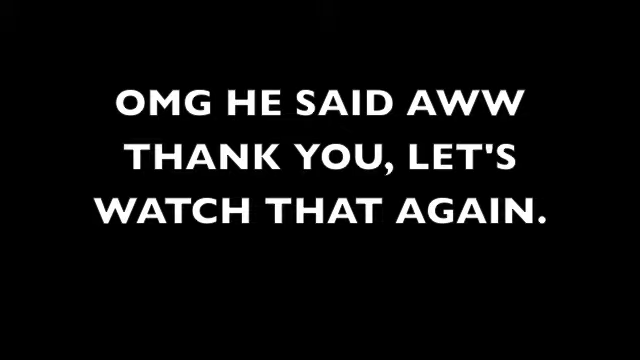 OMG HE SAID AWW
THANK YOU, LET'S
WATCH THAT AGAIN.